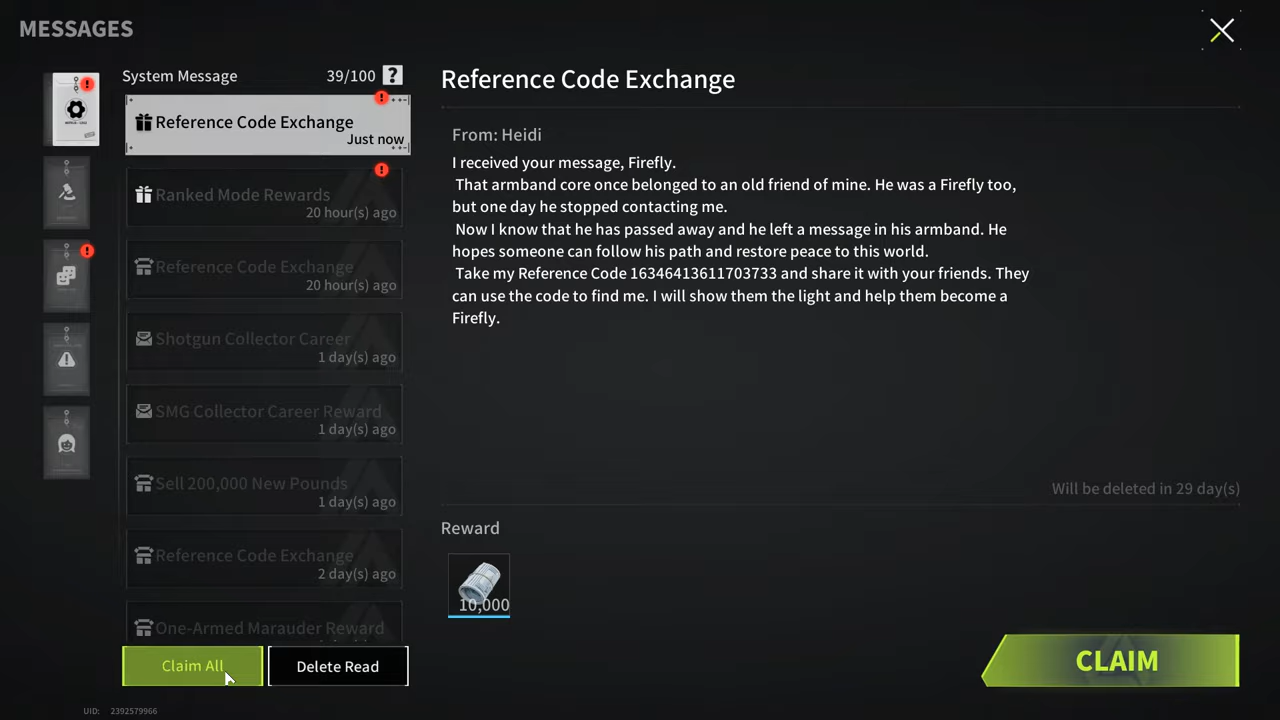 MESSAGES
System Message 39/100 ?
Reference Code Exchange
Just now
Ranked Mode Rewards
20 hour(s) ago
Reference Code Exchange
20 hour(s) ago
Shotgun Collector Career
1 day(s) ago
SMG Collector Career Reward
1 day(s) ago
Sell 200,000 New Pounds
1 day(s) ago
Reference Code Exchange
2 day(s) ago
One-Armed Marauder Reward
Claim All
Delete Read
Reference Code Exchange
From: Heidi
I received your message, Firefly.
That armband core once belonged to an old friend of mine. He was a Firefly too,
but one day he stopped contacting me.
Now I know that he has passed away and he left a message in his armband. He
hopes someone can follow his path and restore peace to this world.
Take my Reference Code 16346413611703733 and share it with your friends. They
can use the code to find me. I will show them the light and help them become a
Firefly.
Will be deleted in 29 day(s)
Reward
10,000
CLAIM
UID: 2392579966